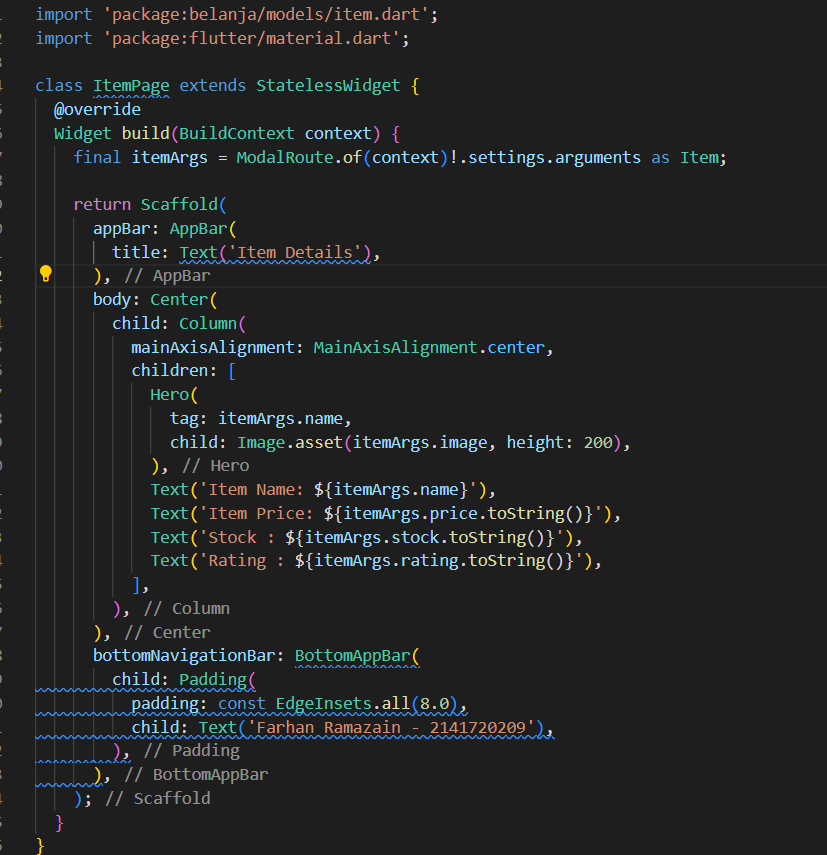 import 'package:belanja/models/item.dart';
import 'package:flutter/material.dart';

class ItemPage extends StatelessWidget {
  @override
  Widget build(BuildContext context) {
    final itemArgs = ModalRoute.of(context)!.settings.arguments as Item;

    return Scaffold(
      appBar: AppBar(
        title: Text('Item Details'),
      ), // AppBar
      body: Center(
        child: Column(
          mainAxisAlignment: MainAxisAlignment.center,
          children: [
            Hero(
              tag: itemArgs.name,
              child: Image.asset(itemArgs.image, height: 200),
            ), // Hero
            Text('Item Name: ${itemArgs.name}'),
            Text('Item Price: ${itemArgs.price.toString()}'),
            Text('Stock : ${itemArgs.stock.toString()}'),
            Text('Rating : ${itemArgs.rating.toString()}'),
          ],
        ), // Column
      ), // Center
      bottomNavigationBar: BottomAppBar(
        child: Padding(
          padding: const EdgeInsets.all(8.0),
          child: Text('Farhan Ramazain - 2141720209'),
        ), // Padding
      ), // BottomAppBar
    ); // Scaffold
  }
}